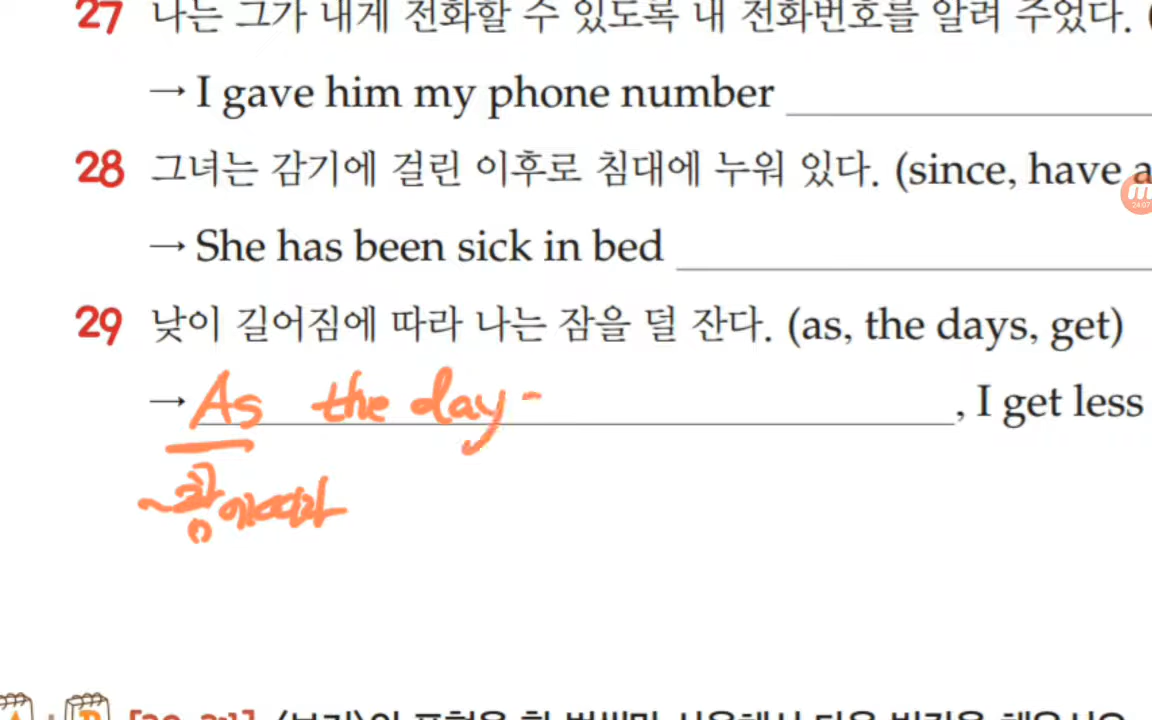 27 나는 그가 내게 전화할 수 있도록 내 전화번호를 알려 주었다. (
→ I gave him my phone number
28 그녀는 감기에 걸린 이후로 침대에 누워 있다. (since, have a
24:07
→ She has been sick in bed
29 낮이 길어짐에 따라 나는 잠을 덜 잔다. (as, the days, get)
→ As the day , I get less
에 따라